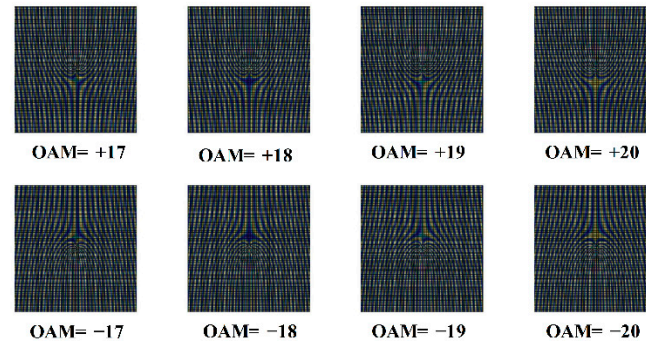 OAM= +17 OAM= +18 OAM= +19 OAM= +20
OAM= −17 OAM= −18 OAM= −19 OAM= −20